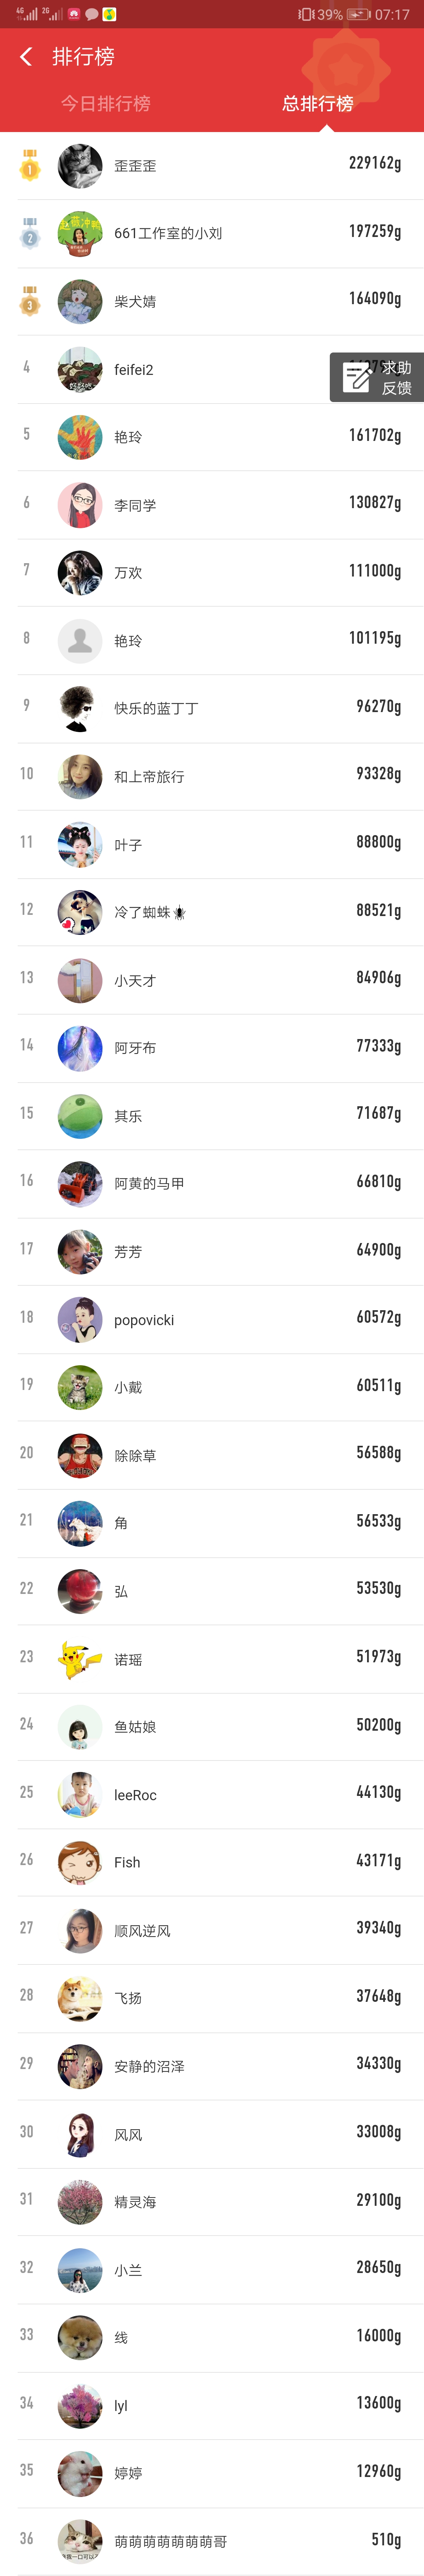 4G 2G 39% 07:17
排行榜
今日排行榜 总排行榜
1 歪歪歪 229162g
2 661工作室的小刘 197259g
3 柴犬婧 164090g
4 feifei2
求助
反馈
5 艳玲 161702g
6 李同学 130827g
7 万欢 111000g
8 艳玲 101195g
9 快乐的蓝丁丁 96270g
10 和上帝旅行 93328g
11 叶子 88800g
12 冷了蜘蛛🕷 88521g
13 小天才 84906g
14 阿牙布 77333g
15 其乐 71687g
16 阿黄的马甲 66810g
17 芳芳 64900g
18 popovicki 60572g
19 小戴 60511g
20 除除草 56588g
21 角 56533g
22 弘 53530g
23 诺瑶 51973g
24 鱼姑娘 50200g
25 leeRoc 44130g
26 Fish 43171g
27 顺风逆风 39340g
28 飞扬 37648g
29 安静的沼泽 34330g
30 风风 33008g
31 精灵海 29100g
32 小兰 28650g
33 线 16000g
34 lyl 13600g
35 婷婷 12960g
36 萌萌萌萌萌萌萌哥 510g